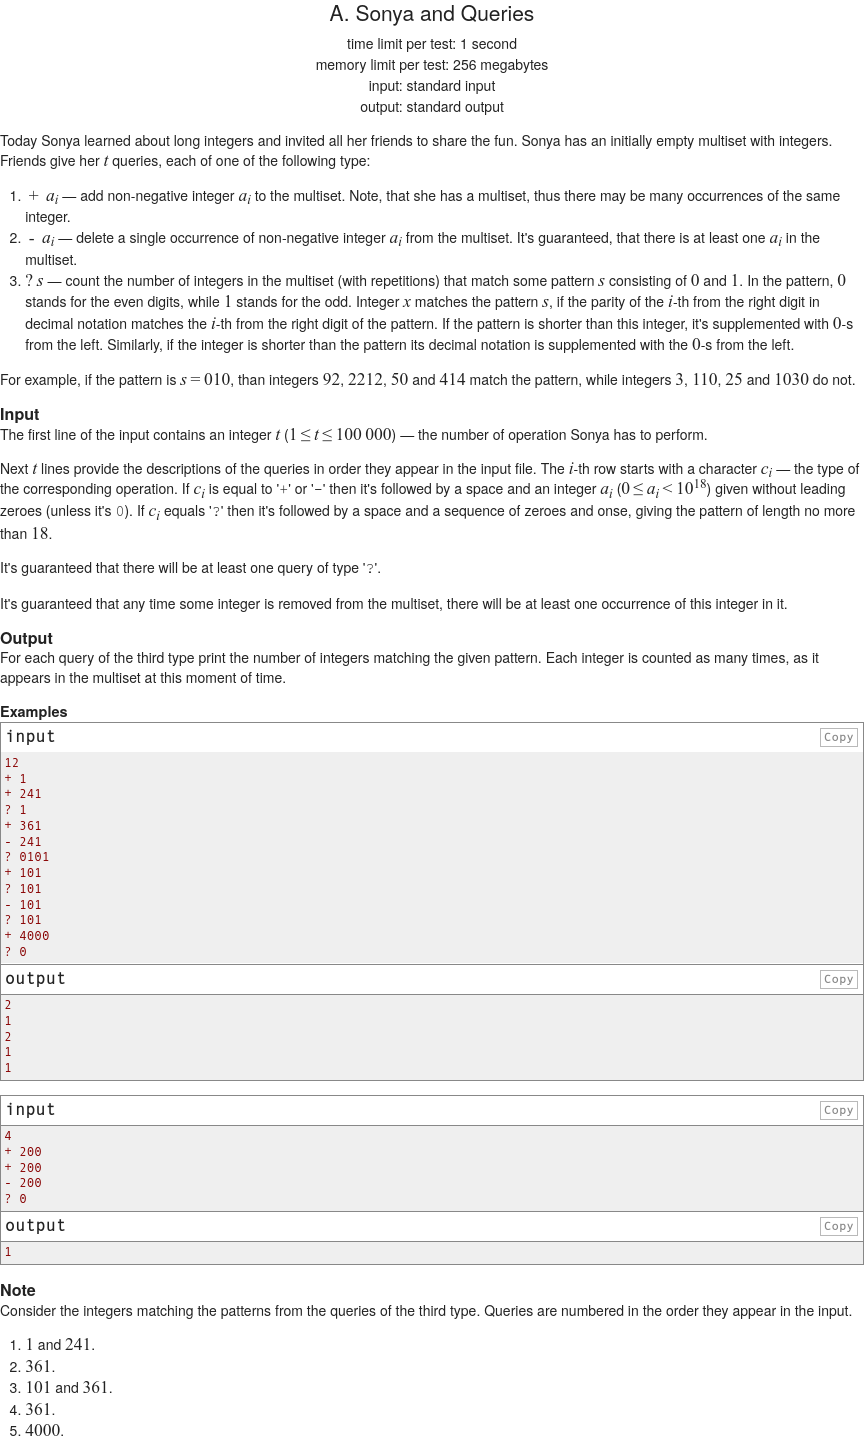 A. Sonya and Queries
time limit per test: 1 second
memory limit per test: 256 megabytes
input: standard input
output: standard output
Today Sonya learned about long integers and invited all her friends to share the fun. Sonya has an initially empty multiset with integers.
Friends give her t queries, each of one of the following type:
1. + aᵢ — add non-negative integer aᵢ to the multiset. Note, that she has a multiset, thus there may be many occurrences of the same
integer.
2. - aᵢ — delete a single occurrence of non-negative integer aᵢ from the multiset. It's guaranteed, that there is at least one aᵢ in the
multiset.
3. ? s — count the number of integers in the multiset (with repetitions) that match some pattern s consisting of 0 and 1. In the pattern, 0
stands for the even digits, while 1 stands for the odd. Integer x matches the pattern s, if the parity of the i-th from the right digit in
decimal notation matches the i-th from the right digit of the pattern. If the pattern is shorter than this integer, it's supplemented with 0-s
from the left. Similarly, if the integer is shorter than the pattern its decimal notation is supplemented with the 0-s from the left.
For example, if the pattern is s = 010, than integers 92, 2212, 50 and 414 match the pattern, while integers 3, 110, 25 and 1030 do not.
Input
The first line of the input contains an integer t (1 ≤ t ≤ 100 000) — the number of operation Sonya has to perform.
Next t lines provide the descriptions of the queries in order they appear in the input file. The i-th row starts with a character cᵢ — the type
of the corresponding operation. If cᵢ is equal to '+' or '-' then it's followed by a space and an integer aᵢ (0 ≤ aᵢ < 10¹⁸) given without leading
zeroes (unless it's 0). If cᵢ equals '?' then it's followed by a space and a sequence of zeroes and onse, giving the pattern of length no more
than 18.
It's guaranteed that there will be at least one query of type '?'.
It's guaranteed that any time some integer is removed from the multiset, there will be at least one occurrence of this integer in it.
Output
For each query of the third type print the number of integers matching the given pattern. Each integer is counted as many times, as it
appears in the multiset at this moment of time.
Examples
input Copy
12
+ 1
+ 241
? 1
+ 361
- 241
? 0101
+ 101
? 101
- 101
? 101
+ 4000
? 0
output Copy
2
1
2
1
1
input Copy
4
+ 200
+ 200
- 200
? 0
output Copy
1
Note
Consider the integers matching the patterns from the queries of the third type. Queries are numbered in the order they appear in the input.
1. 1 and 241.
2. 361.
3. 101 and 361.
4. 361.
5. 4000.